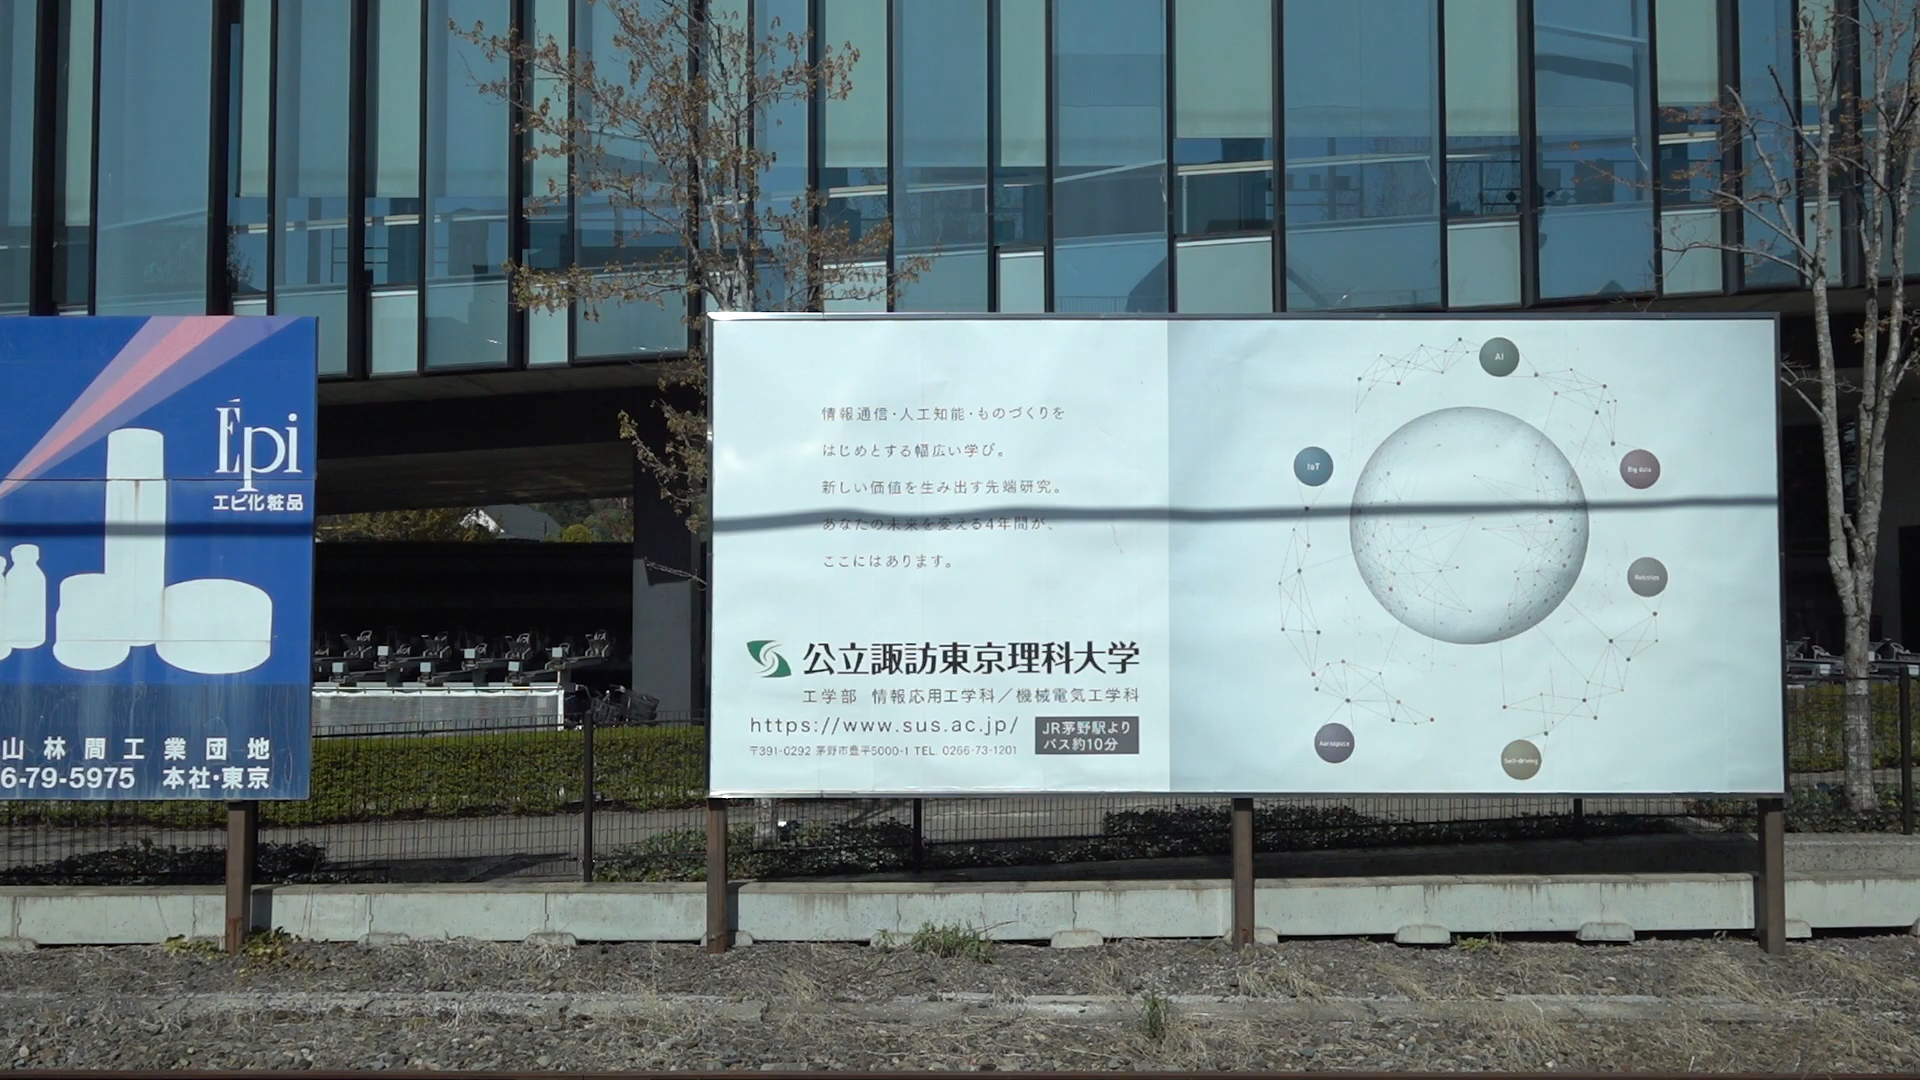 Épi
エピ化粧品
山林間工業団地
6-79-5975 本社・東京
情報通信・人工知能・ものづくりを
はじめとする幅広い学び。
新しい価値を生み出す先端研究。
あなたの未来を変える4年間が、
ここにはあります。
公立諏訪東京理科大学
工学部 情報応用工学科／機械電気工学科
https://www.sus.ac.jp/
JR茅野駅より
バス約10分
〒391-0292 茅野市豊平5000-1 TEL. 0266-73-1201
AI
IoT
Big data
Robotics
Aerospace
Self-driving